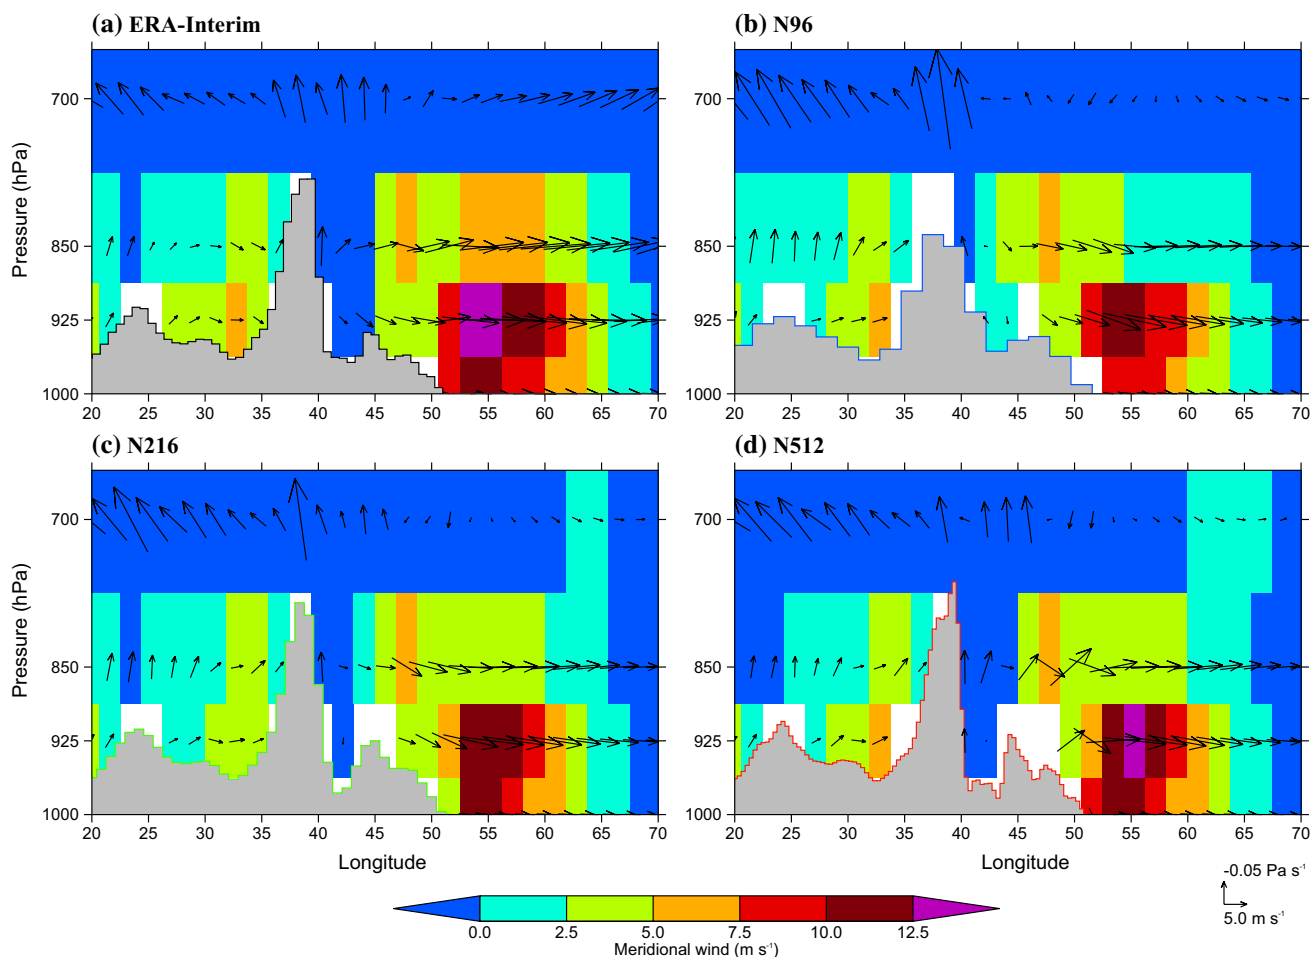 (a) ERA-Interim
(b) N96
Pressure (hPa)
700
850
925
1000
20 25 30 35 40 45 50 55 60 65 70
700
850
925
1000
20 25 30 35 40 45 50 55 60 65 70
(c) N216
(d) N512
Pressure (hPa)
700
850
925
1000
20 25 30 35 40 45 50 55 60 65 70
Longitude
700
850
925
1000
20 25 30 35 40 45 50 55 60 65 70
Longitude
-0.05 Pa s⁻¹
5.0 m s⁻¹
0.0 2.5 5.0 7.5 10.0 12.5
Meridional wind (m s⁻¹)